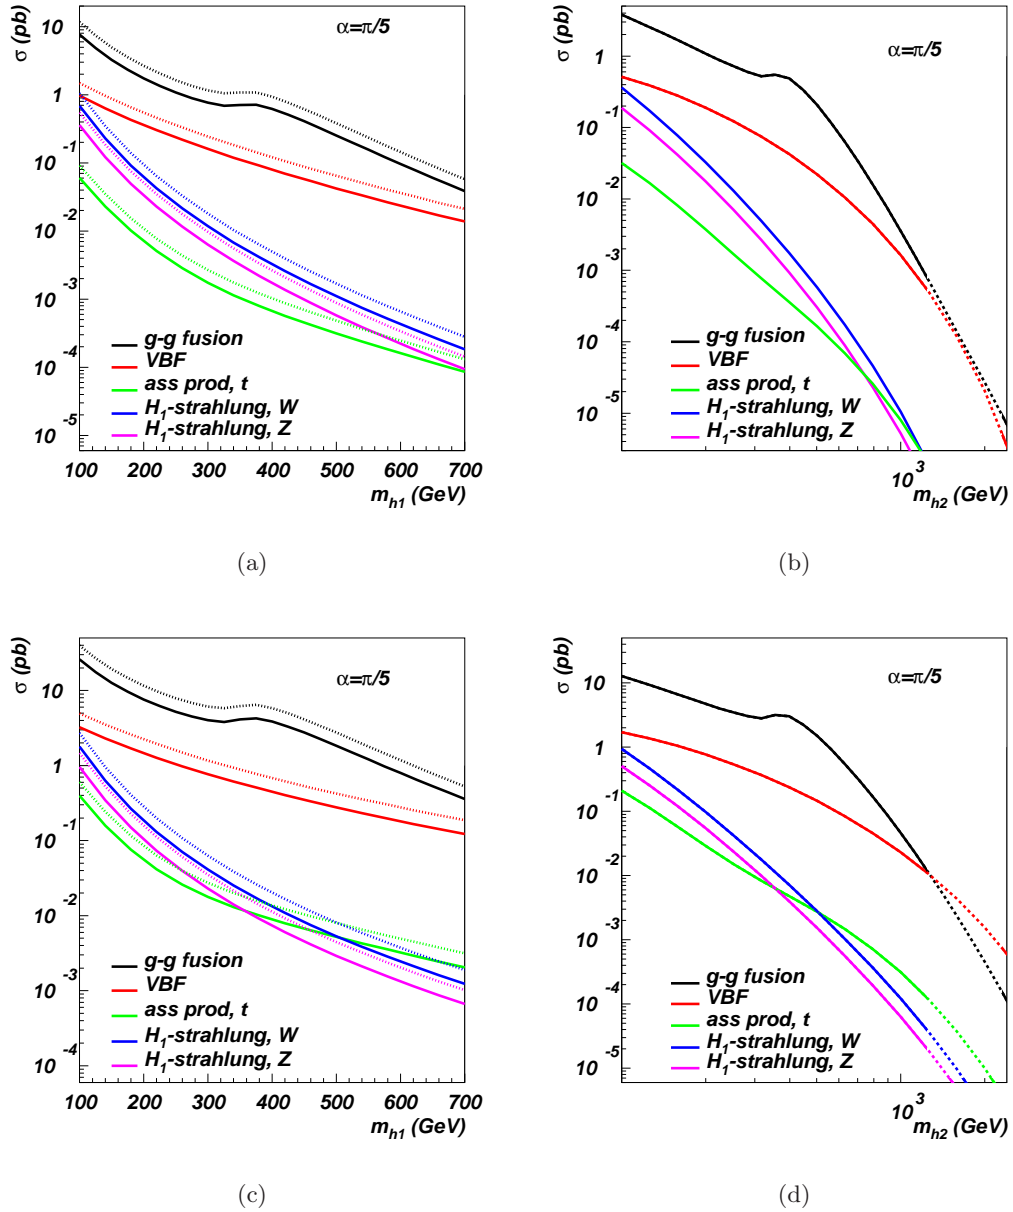 σ (pb)
α=π/5
10
1
10 -1
10 -2
10 -3
10 -4
10 -5
g-g fusion
VBF
ass prod, t
H1-strahlung, W
H1-strahlung, Z
100 200 300 400 500 600 700
mh1 (GeV)
(a)
σ (pb)
α=π/5
1
10 -1
10 -2
10 -3
10 -4
10 -5
g-g fusion
VBF
ass prod, t
H1-strahlung, W
H1-strahlung, Z
10 3
mh2 (GeV)
(b)
σ (pb)
α=π/5
10
1
10 -1
10 -2
10 -3
10 -4
g-g fusion
VBF
ass prod, t
H1-strahlung, W
H1-strahlung, Z
100 200 300 400 500 600 700
mh1 (GeV)
(c)
σ (pb)
α=π/5
10
1
10 -1
10 -2
10 -3
10 -4
10 -5
g-g fusion
VBF
ass prod, t
H1-strahlung, W
H1-strahlung, Z
10 3
mh2 (GeV)
(d)